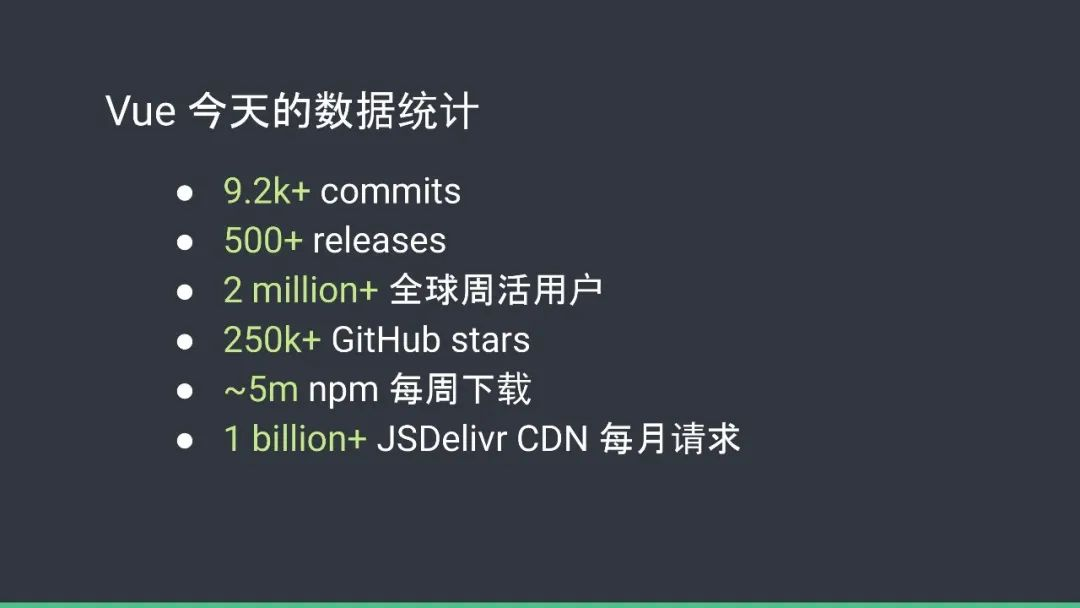 Vue 今天的数据统计
● 9.2k+ commits
● 500+ releases
● 2 million+ 全球周活用户
● 250k+ GitHub stars
● ~5m npm 每周下载
● 1 billion+ JSDelivr CDN 每月请求